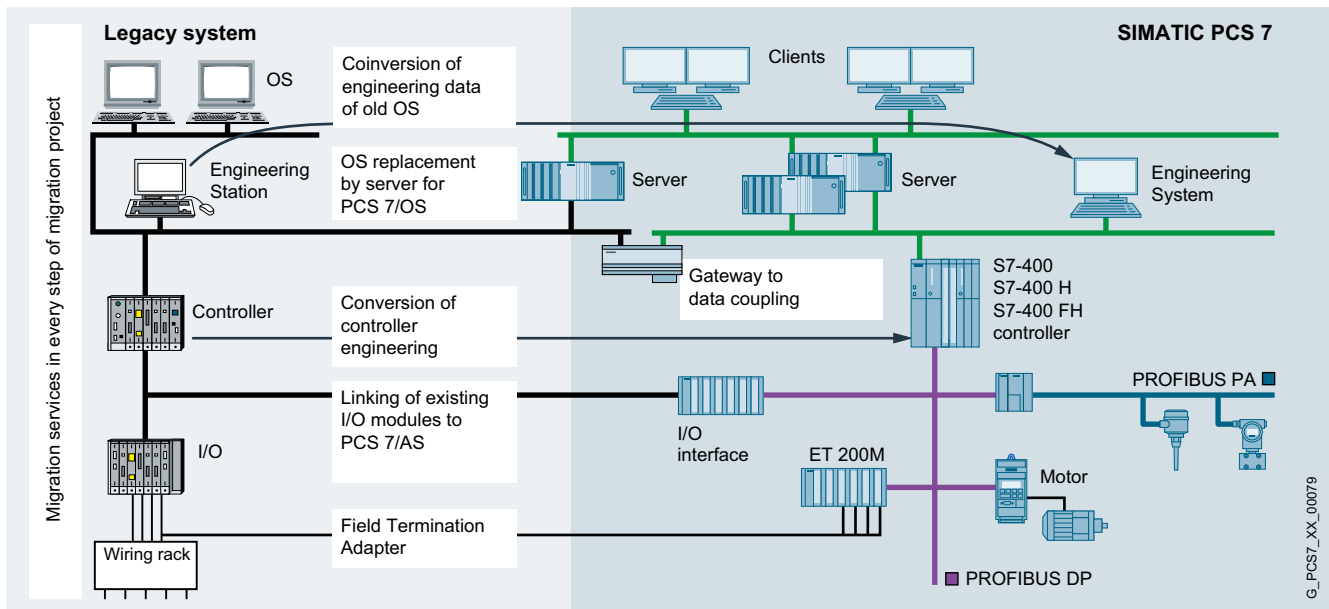 Migration services in every step of migration project
Legacy system
SIMATIC PCS 7
OS
Coinversion of
engineering data
of old OS
Clients
Engineering
Station
OS replacement
by server for
PCS 7/OS
Server
Server
Engineering
System
Gateway to
data coupling
S7-400
S7-400 H
S7-400 FH
controller
Controller
Conversion of
controller
engineering
Linking of existing
I/O modules to
PCS 7/AS
I/O
interface
PROFIBUS PA
I/O
ET 200M
Motor
Field Termination
Adapter
Wiring rack
PROFIBUS DP
G_PCS7_XX_00079